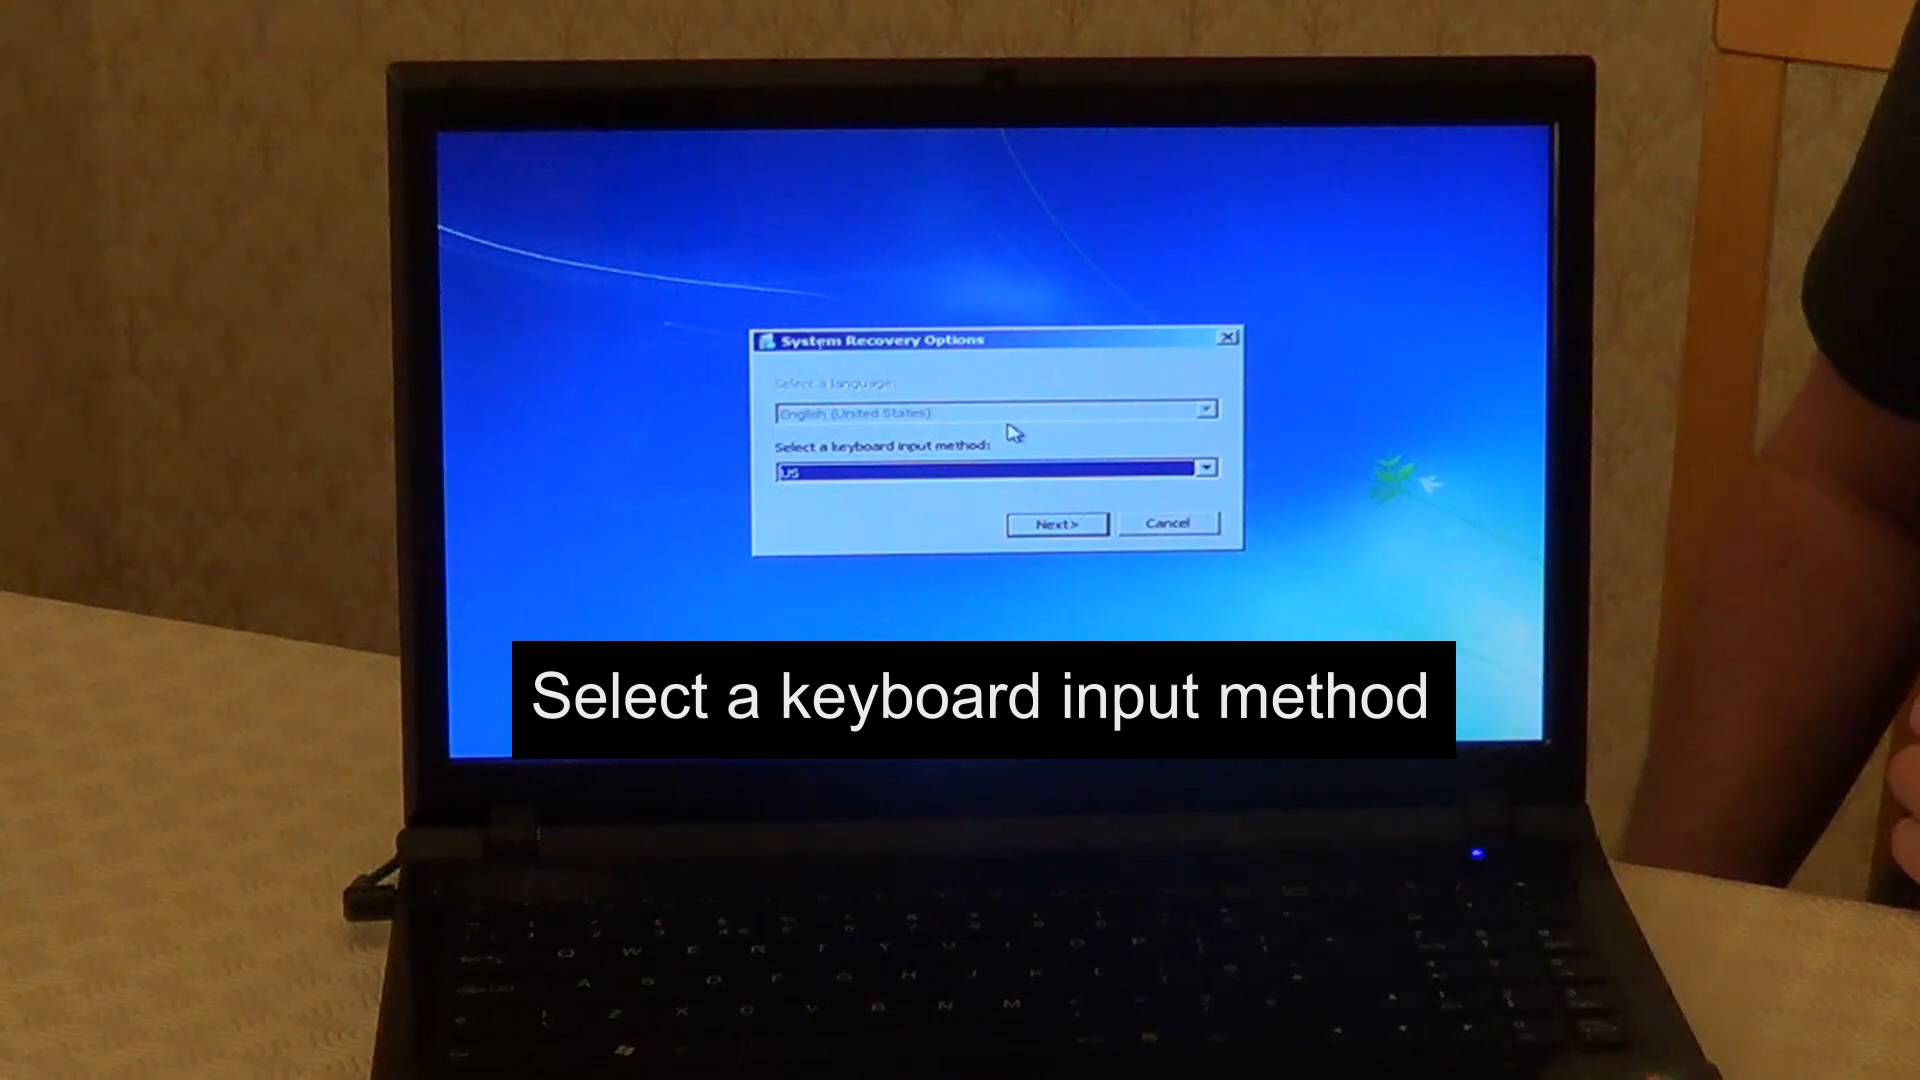 System Recovery Options
Select a language:
English (United States)
Select a keyboard input method:
US
Next >
Cancel
Select a keyboard input method
Q W E R T Y U I O P
A S D F G H J K L
Z X C V B N M